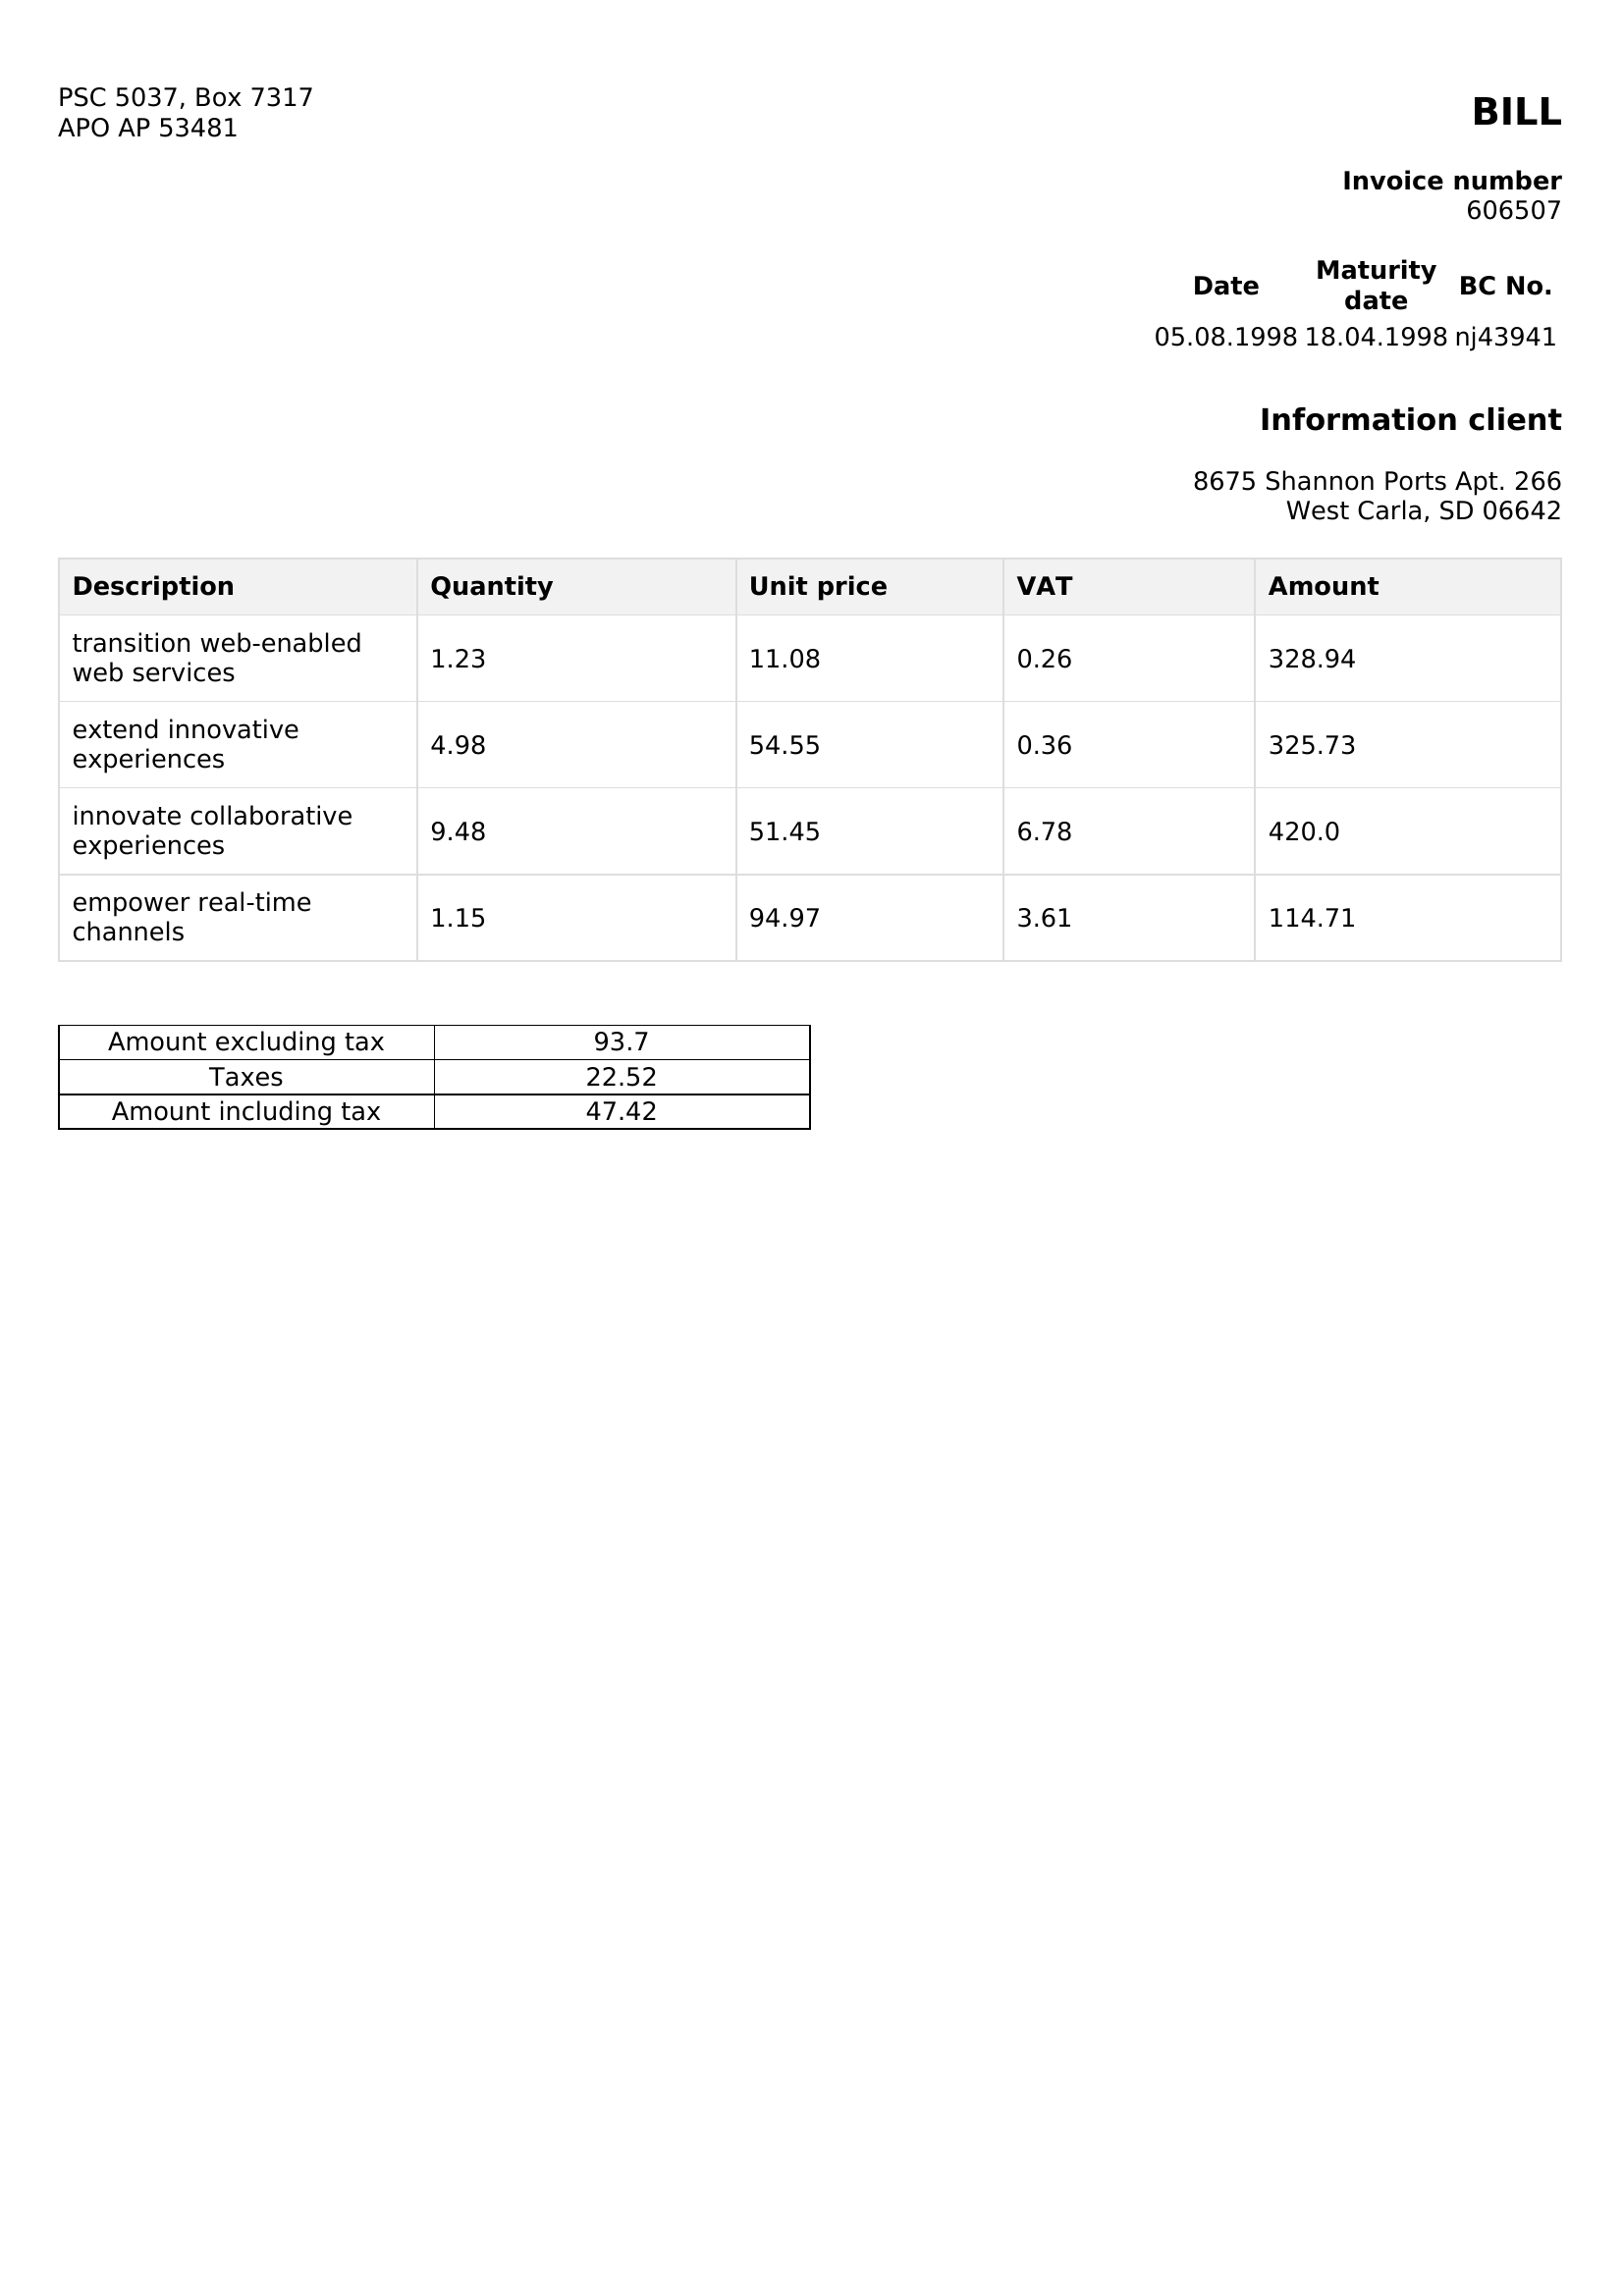 PSC 5037, Box 7317
APO AP 53481
BILL
Invoice number
606507
Date Maturity date BC No.
05.08.1998 18.04.1998 nj43941
Information client
8675 Shannon Ports Apt. 266
West Carla, SD 06642
Description Quantity Unit price VAT Amount
transition web-enabled
web services 1.23 11.08 0.26 328.94
extend innovative
experiences 4.98 54.55 0.36 325.73
innovate collaborative
experiences 9.48 51.45 6.78 420.0
empower real-time
channels 1.15 94.97 3.61 114.71
Amount excluding tax 93.7
Taxes 22.52
Amount including tax 47.42